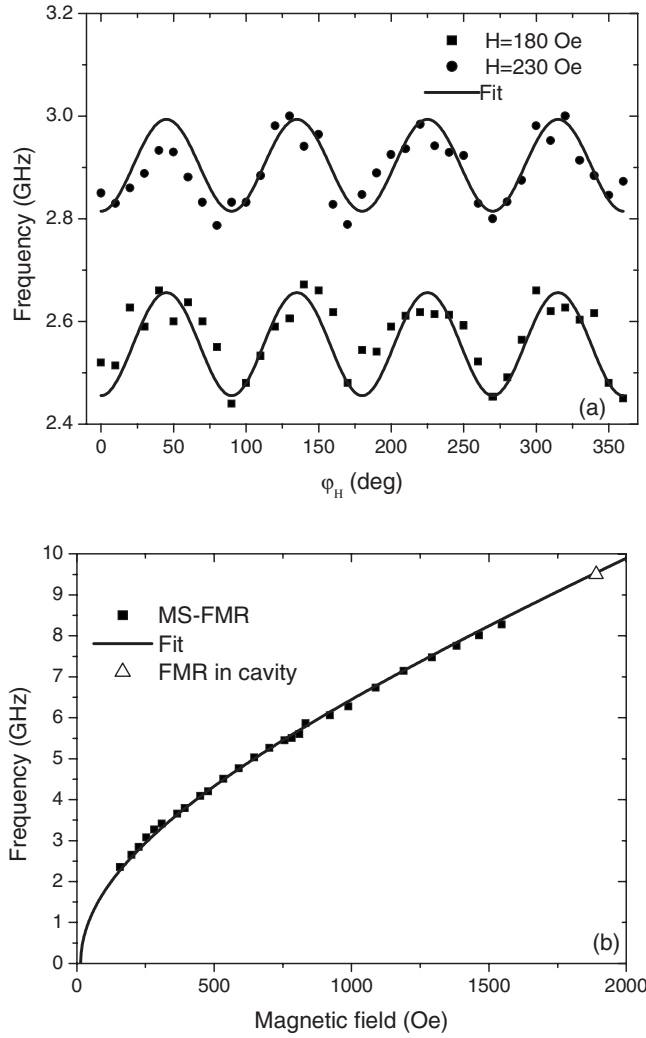 3.2
3.0
2.8
2.6
2.4
Frequency (GHz)
H=180 Oe
H=230 Oe
Fit
(a)
0 50 100 150 200 250 300 350
φH (deg)
10
9
8
7
6
5
4
3
2
1
0
Frequency (GHz)
MS-FMR
Fit
FMR in cavity
(b)
0 500 1000 1500 2000
Magnetic field (Oe)